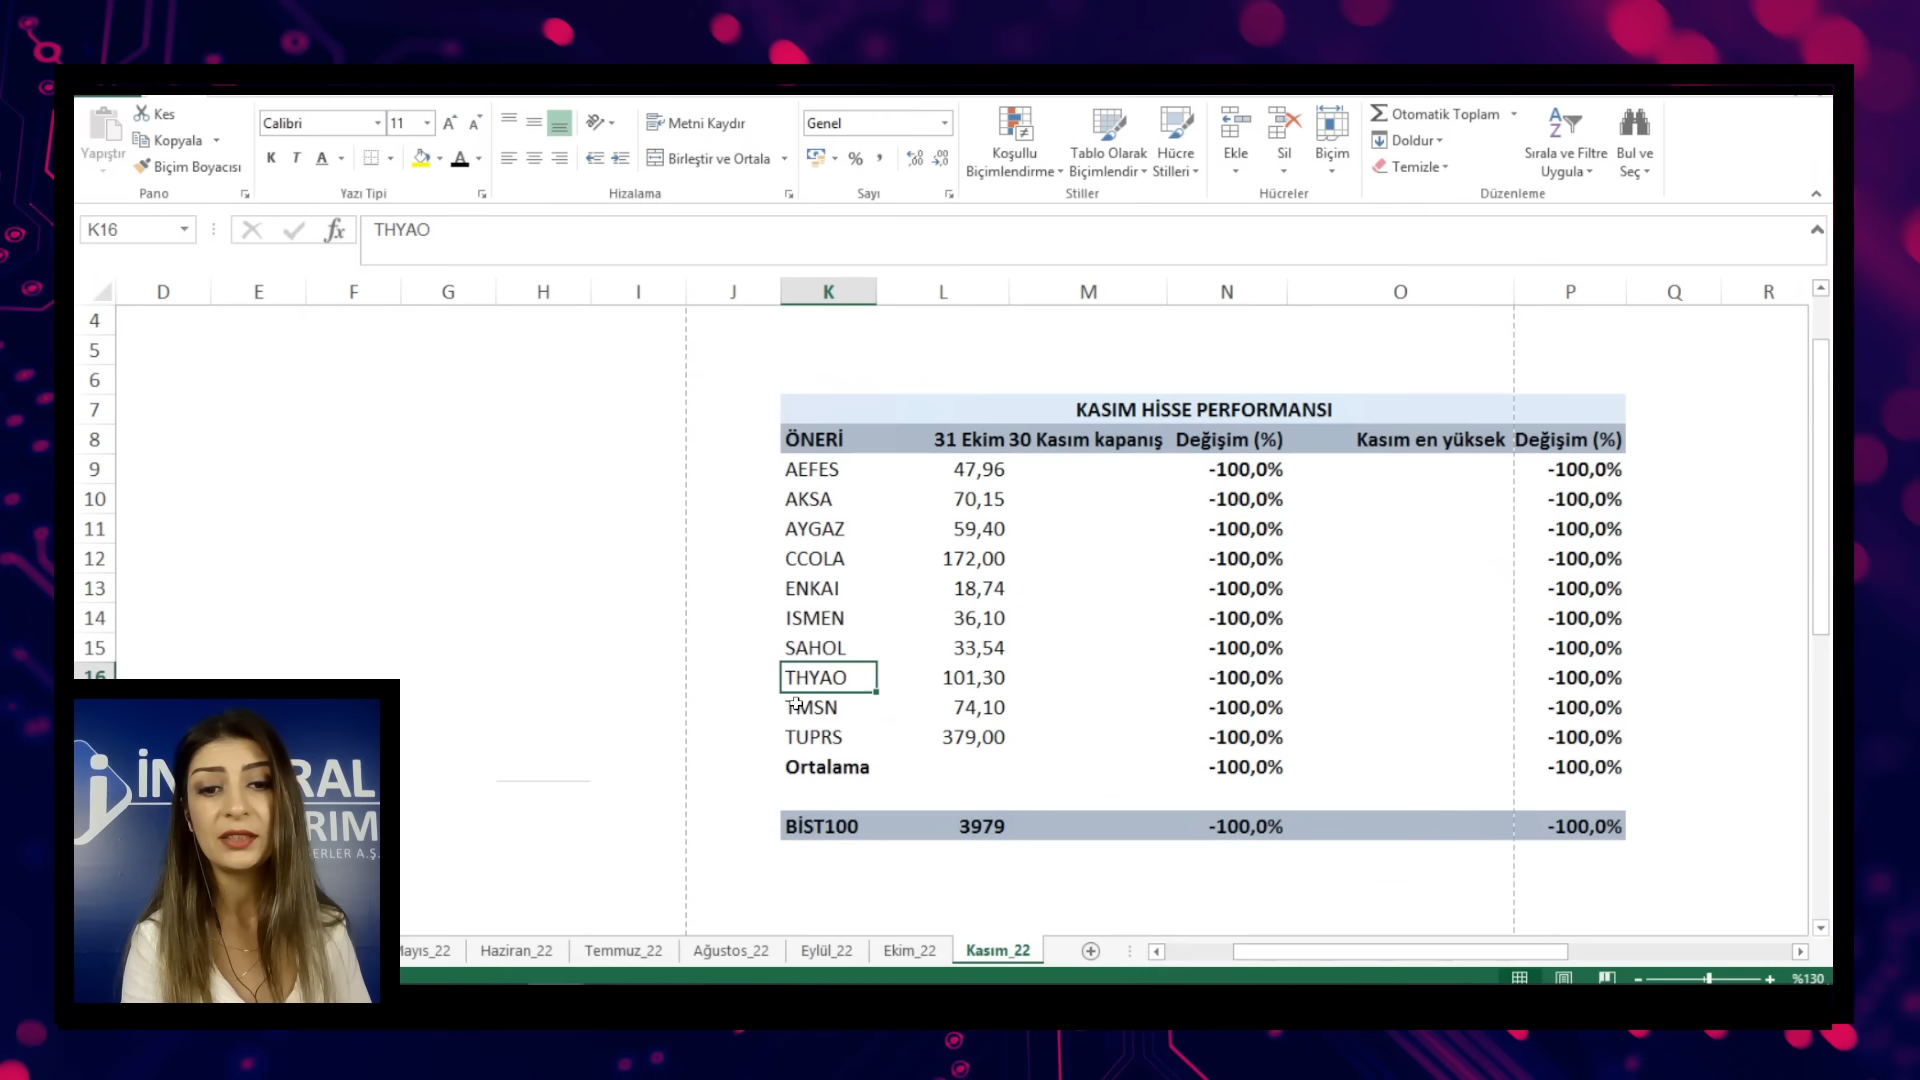 Yapıştır
Kes
Kopyala
Biçim Boyacısı
Pano
Calibri 11
K T A
Yazı Tipi
Metni Kaydır
Birleştir ve Ortala
Hizalama
Genel
%
Sayı
Koşullu Biçimlendirme
Tablo Olarak Biçimlendir
Hücre Stilleri
Stiller
Ekle
Sil
Biçim
Hücreler
Otomatik Toplam
Doldur
Temizle
Sırala ve Filtre Uygula
Bul ve Seç
Düzenleme
K16 fx THYAO
D E F G H I J K L M N O P Q R
4
5
6
7 KASIM HİSSE PERFORMANSI
8 ÖNERİ 31 Ekim 30 Kasım kapanış Değişim (%) Kasım en yüksek Değişim (%)
9 AEFES 47,96 -100,0% -100,0%
10 AKSA 70,15 -100,0% -100,0%
11 AYGAZ 59,40 -100,0% -100,0%
12 CCOLA 172,00 -100,0% -100,0%
13 ENKAI 18,74 -100,0% -100,0%
14 ISMEN 36,10 -100,0% -100,0%
15 SAHOL 33,54 -100,0% -100,0%
16 THYAO 101,30 -100,0% -100,0%
TMSN 74,10 -100,0% -100,0%
TUPRS 379,00 -100,0% -100,0%
Ortalama -100,0% -100,0%
BİST100 3979 -100,0% -100,0%
İN RAL
RIM
ERLER A.Ş.
Mayıs_22 Haziran_22 Temmuz_22 Ağustos_22 Eylül_22 Ekim_22 Kasım_22
%130